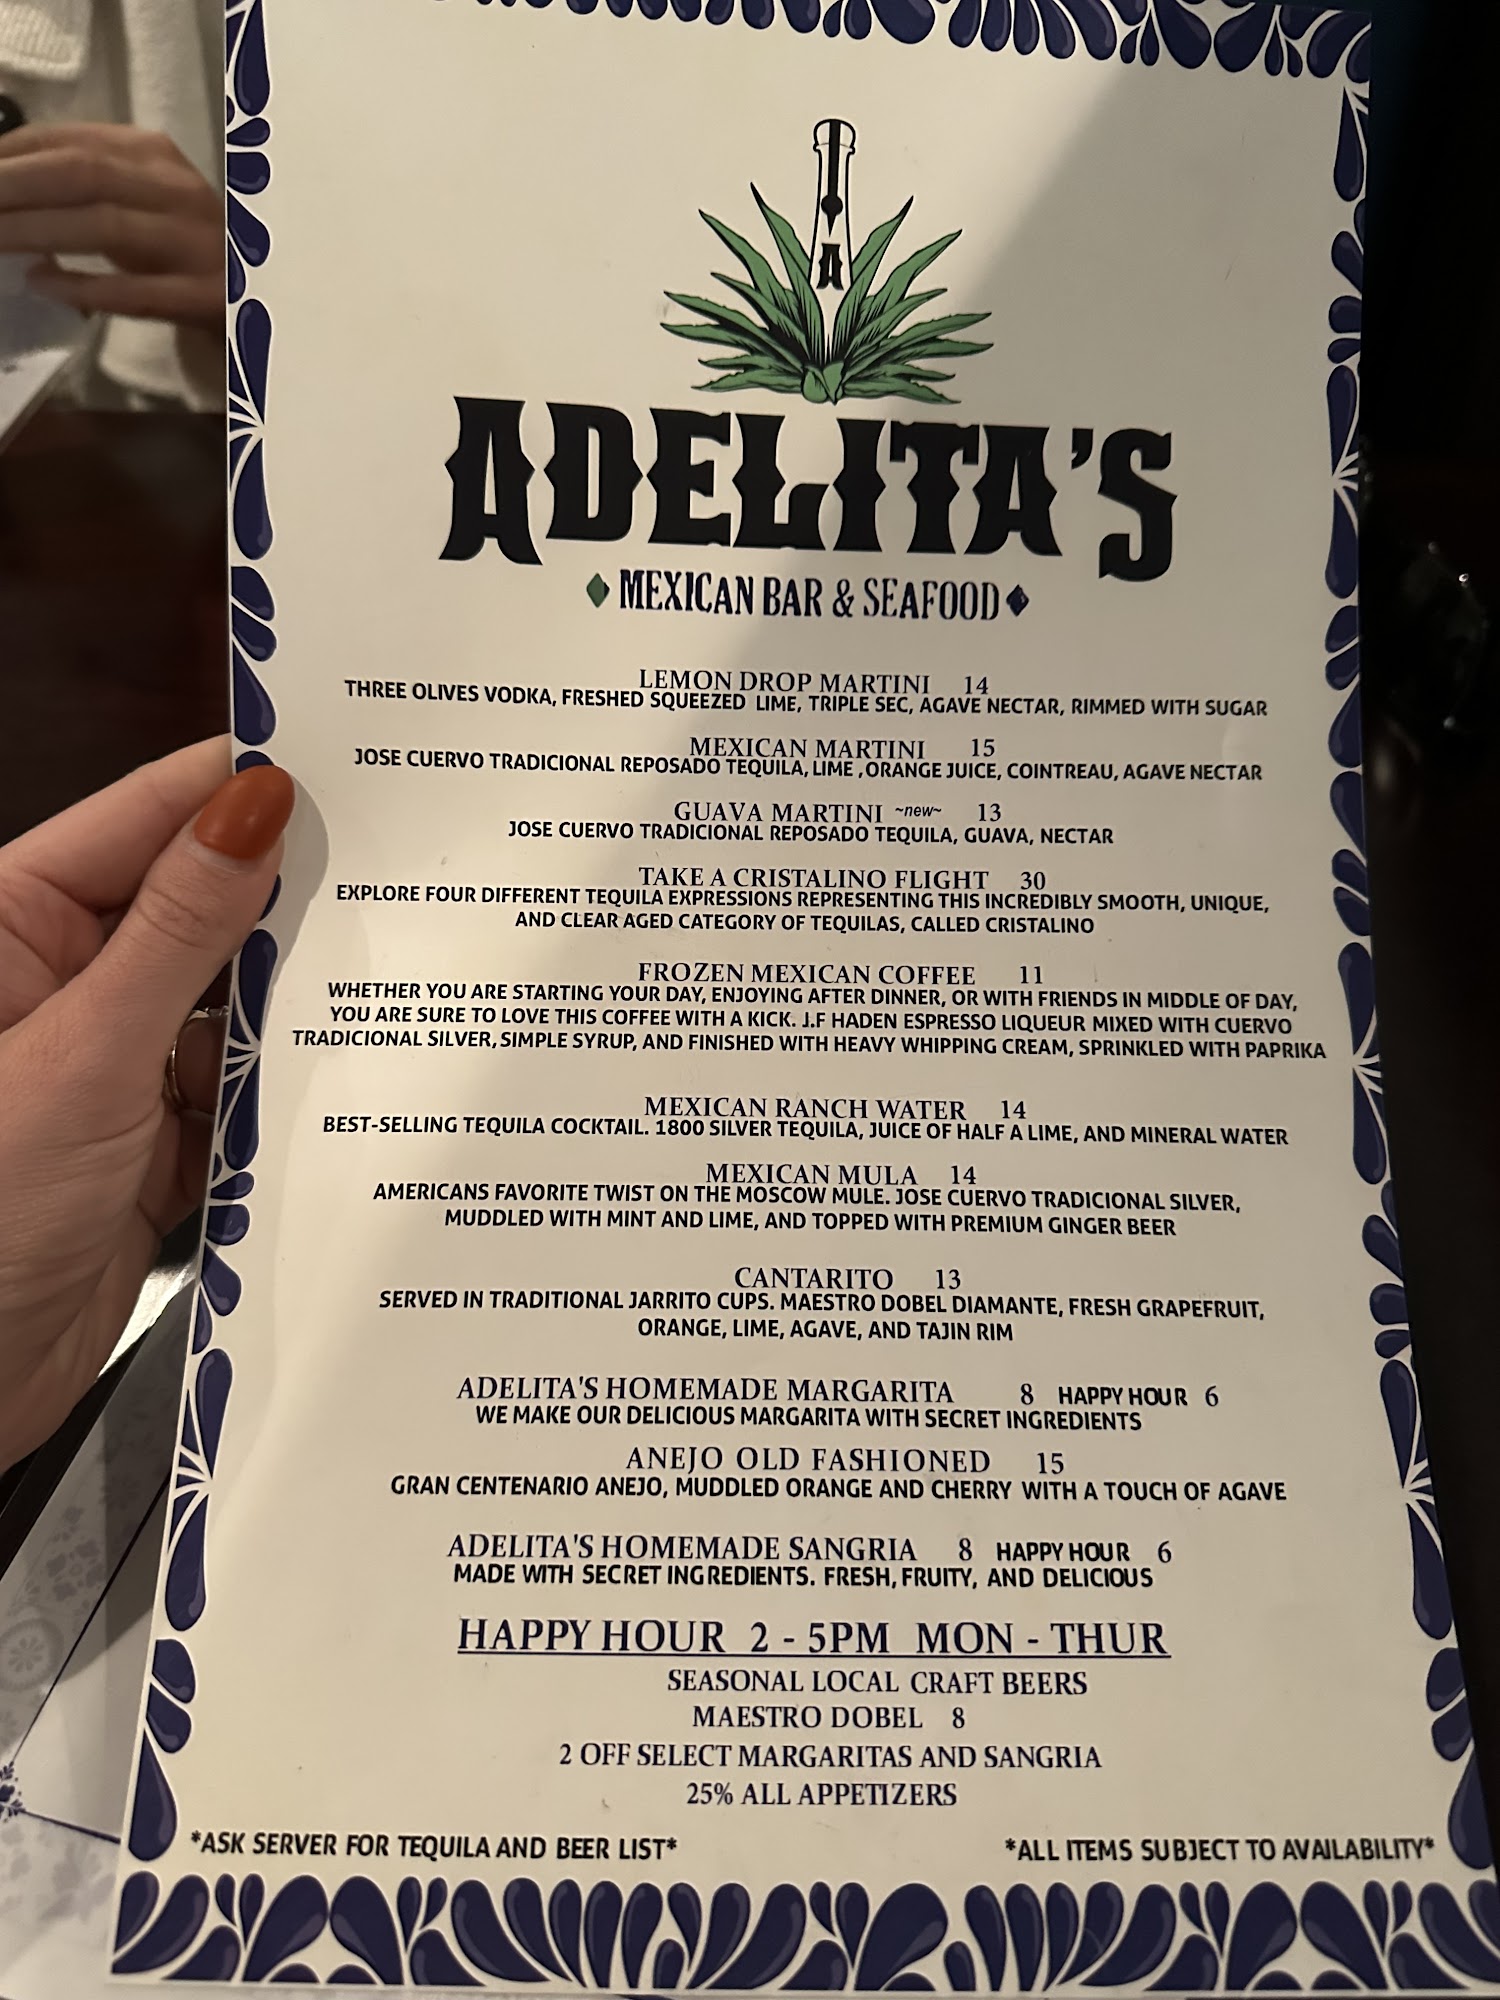 A
ADELITA'S
MEXICAN BAR & SEAFOOD
LEMON DROP MARTINI 14
THREE OLIVES VODKA, FRESHED SQUEEZED LIME, TRIPLE SEC, AGAVE NECTAR, RIMMED WITH SUGAR
MEXICAN MARTINI 15
JOSE CUERVO TRADICIONAL REPOSADO TEQUILA, LIME ,ORANGE JUICE, COINTREAU, AGAVE NECTAR
GUAVA MARTINI ~new~ 13
JOSE CUERVO TRADICIONAL REPOSADO TEQUILA, GUAVA, NECTAR
TAKE A CRISTALINO FLIGHT 30
EXPLORE FOUR DIFFERENT TEQUILA EXPRESSIONS REPRESENTING THIS INCREDIBLY SMOOTH, UNIQUE,
AND CLEAR AGED CATEGORY OF TEQUILAS, CALLED CRISTALINO
FROZEN MEXICAN COFFEE 11
WHETHER YOU ARE STARTING YOUR DAY, ENJOYING AFTER DINNER, OR WITH FRIENDS IN MIDDLE OF DAY,
YOU ARE SURE TO LOVE THIS COFFEE WITH A KICK. J.F HADEN ESPRESSO LIQUEUR MIXED WITH CUERVO
TRADICIONAL SILVER, SIMPLE SYRUP, AND FINISHED WITH HEAVY WHIPPING CREAM, SPRINKLED WITH PAPRIKA
MEXICAN RANCH WATER 14
BEST-SELLING TEQUILA COCKTAIL. 1800 SILVER TEQUILA, JUICE OF HALF A LIME, AND MINERAL WATER
MEXICAN MULA 14
AMERICANS FAVORITE TWIST ON THE MOSCOW MULE. JOSE CUERVO TRADICIONAL SILVER,
MUDDLED WITH MINT AND LIME, AND TOPPED WITH PREMIUM GINGER BEER
CANTARITO 13
SERVED IN TRADITIONAL JARRITO CUPS. MAESTRO DOBEL DIAMANTE, FRESH GRAPEFRUIT,
ORANGE, LIME, AGAVE, AND TAJIN RIM
ADELITA'S HOMEMADE MARGARITA 8 HAPPY HOUR 6
WE MAKE OUR DELICIOUS MARGARITA WITH SECRET INGREDIENTS
ANEJO OLD FASHIONED 15
GRAN CENTENARIO ANEJO, MUDDLED ORANGE AND CHERRY WITH A TOUCH OF AGAVE
ADELITA'S HOMEMADE SANGRIA 8 HAPPY HOUR 6
MADE WITH SECRET INGREDIENTS. FRESH, FRUITY, AND DELICIOUS
HAPPY HOUR 2 - 5PM MON - THUR
SEASONAL LOCAL CRAFT BEERS
MAESTRO DOBEL 8
2 OFF SELECT MARGARITAS AND SANGRIA
25% ALL APPETIZERS
*ASK SERVER FOR TEQUILA AND BEER LIST* *ALL ITEMS SUBJECT TO AVAILABILITY*